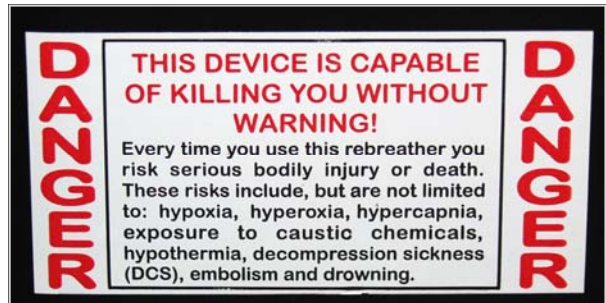 DANGER
THIS DEVICE IS CAPABLE
OF KILLING YOU WITHOUT
WARNING!
Every time you use this rebreather you
risk serious bodily injury or death.
These risks include, but are not limited
to: hypoxia, hyperoxia, hypercapnia,
exposure to caustic chemicals,
hypothermia, decompression sickness
(DCS), embolism and drowning.
DANGER